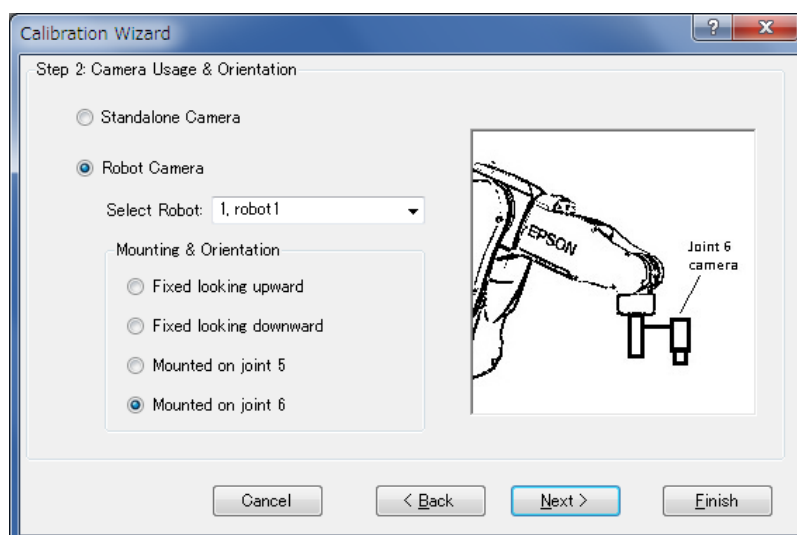 Calibration Wizard
Step 2: Camera Usage & Orientation
Standalone Camera
Robot Camera
Select Robot: 1, robot1
Mounting & Orientation
Fixed looking upward
Fixed looking downward
Mounted on joint 5
Mounted on joint 6
EPSON
Joint 6
camera
Cancel
< Back
Next >
Finish